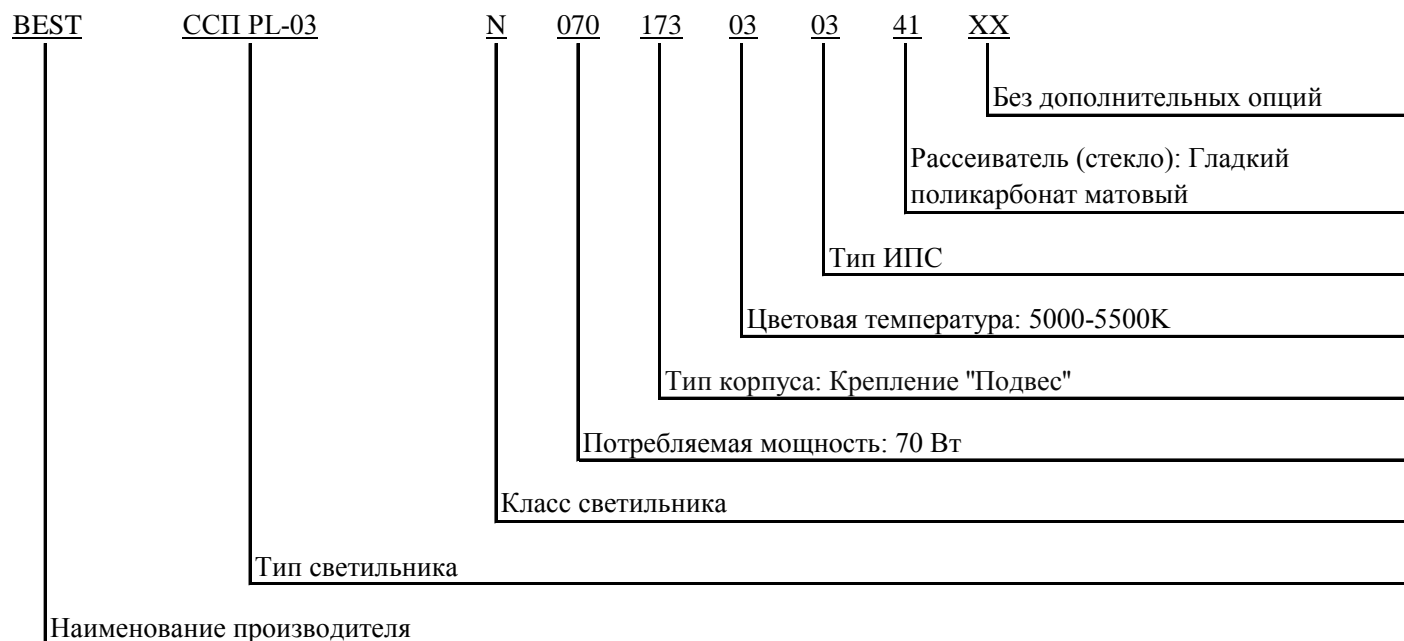 BEST ССП PL-03 N 070 173 03 03 41 XX
Без дополнительных опций
Рассеиватель (стекло): Гладкий
поликарбонат матовый
Тип ИПС
Цветовая температура: 5000-5500K
Тип корпуса: Крепление "Подвес"
Потребляемая мощность: 70 Вт
Класс светильника
Тип светильника
Наименование производителя